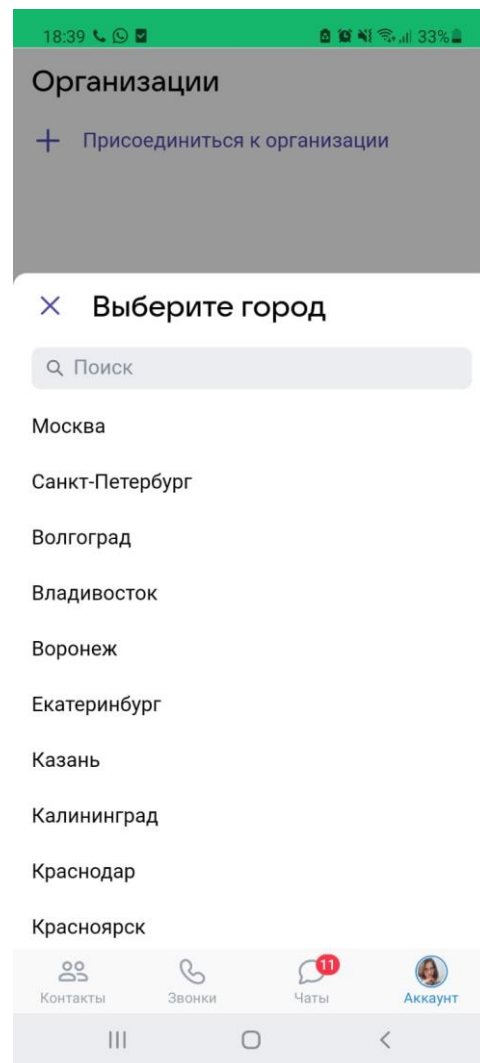 18:39 33%
Организации
Присоединиться к организации
Выберите город
Поиск
Москва
Санкт-Петербург
Волгоград
Владивосток
Воронеж
Екатеринбург
Казань
Калининград
Краснодар
Красноярск
11
Контакты Звонки Чаты Аккаунт